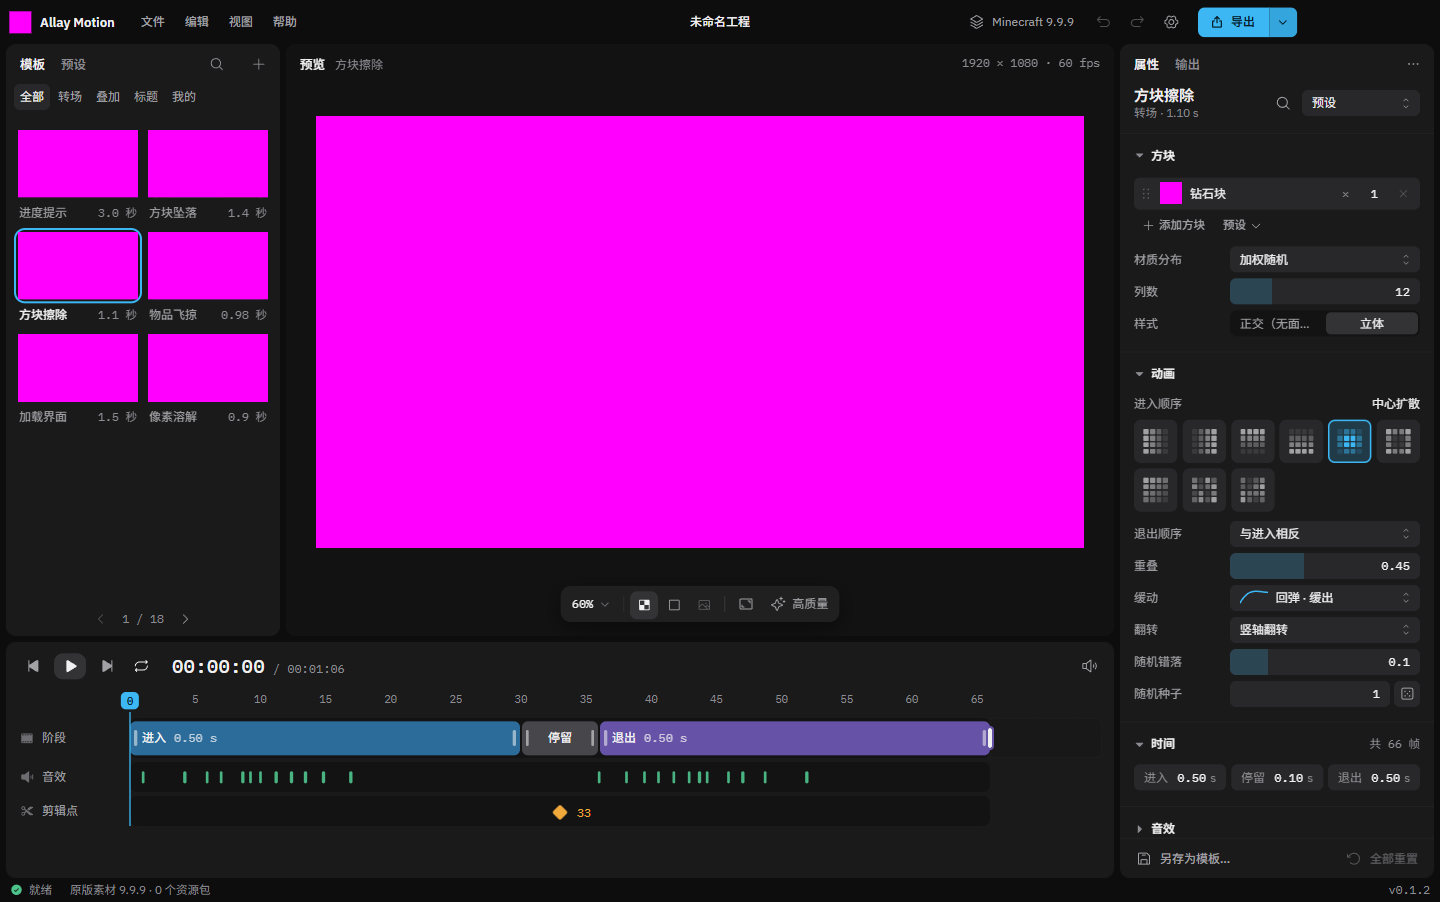 Allay Motion 文件 编辑 视图 帮助 未命名工程 Minecraft 9.9.9 导出
模板 预设
全部 转场 叠加 标题 我的
进度提示 3.0 秒 方块坠落 1.4 秒
方块擦除 1.1 秒 物品飞掠 0.98 秒
加载界面 1.5 秒 像素溶解 0.9 秒
1 / 18
预览 方块擦除 1920 × 1080 · 60 fps
60% 高质量
属性 输出
方块擦除
转场 · 1.10 s
预设
方块
钻石块 × 1 ×
添加方块 预设
材质分布 加权随机
列数 12
样式 正交（无面... 立体
动画
进入顺序 中心扩散
退出顺序 与进入相反
重叠 0.45
缓动 回弹 · 缓出
翻转 竖轴翻转
随机错落 0.1
随机种子 1
时间 共 66 帧
进入 0.50 s 停留 0.10 s 退出 0.50 s
音效
另存为模板... 全部重置
00:00:00 / 00:01:06
0 5 10 15 20 25 30 35 40 45 50 55 60 65
阶段 进入 0.50 s 停留 退出 0.50 s
音效
剪辑点 33
就绪 原版素材 9.9.9 · 0 个资源包 v0.1.2